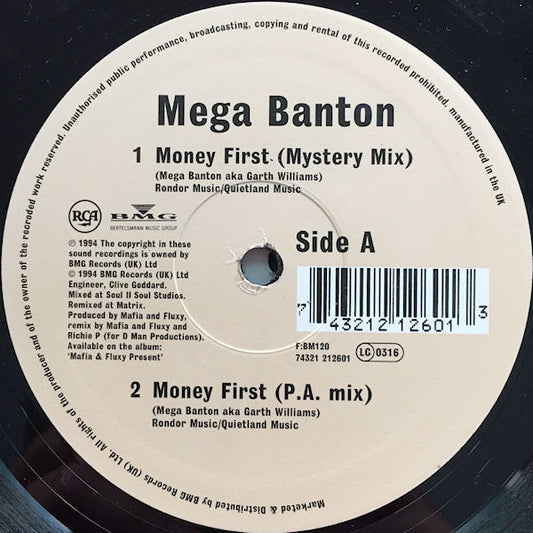 Unauthorised public performance, broadcasting, copying and rental of this recorded prohibited. manufactured in the UK
Mega Banton
1 Money First (Mystery Mix)
(Mega Banton aka Garth Williams)
Rondor Music/Quietland Music
RCA
BMG
BERTELSMANN MUSIC GROUP
℗ 1994 The copyright in these
sound recordings is owned by
BMG Records (UK) Ltd
© 1994 BMG Records (UK) Ltd
Engineer, Clive Goddard.
Mixed at Soul II Soul Studios.
Remixed at Matrix.
Produced by Mafia and Fluxy,
remix by Mafia and Fluxy and
Richie P (for D Man Productions).
Available on the album:
'Mafia & Fluxy Present'
Side A
7 43212 12601 3
F:BM120
74321 212601
LC 0316
2 Money First (P.A. mix)
(Mega Banton aka Garth Williams)
Rondor Music/Quietland Music
Marketed & Distributed by BMG Records (UK) Ltd. All rights of the producer and of the owner of the recroded work reserved.